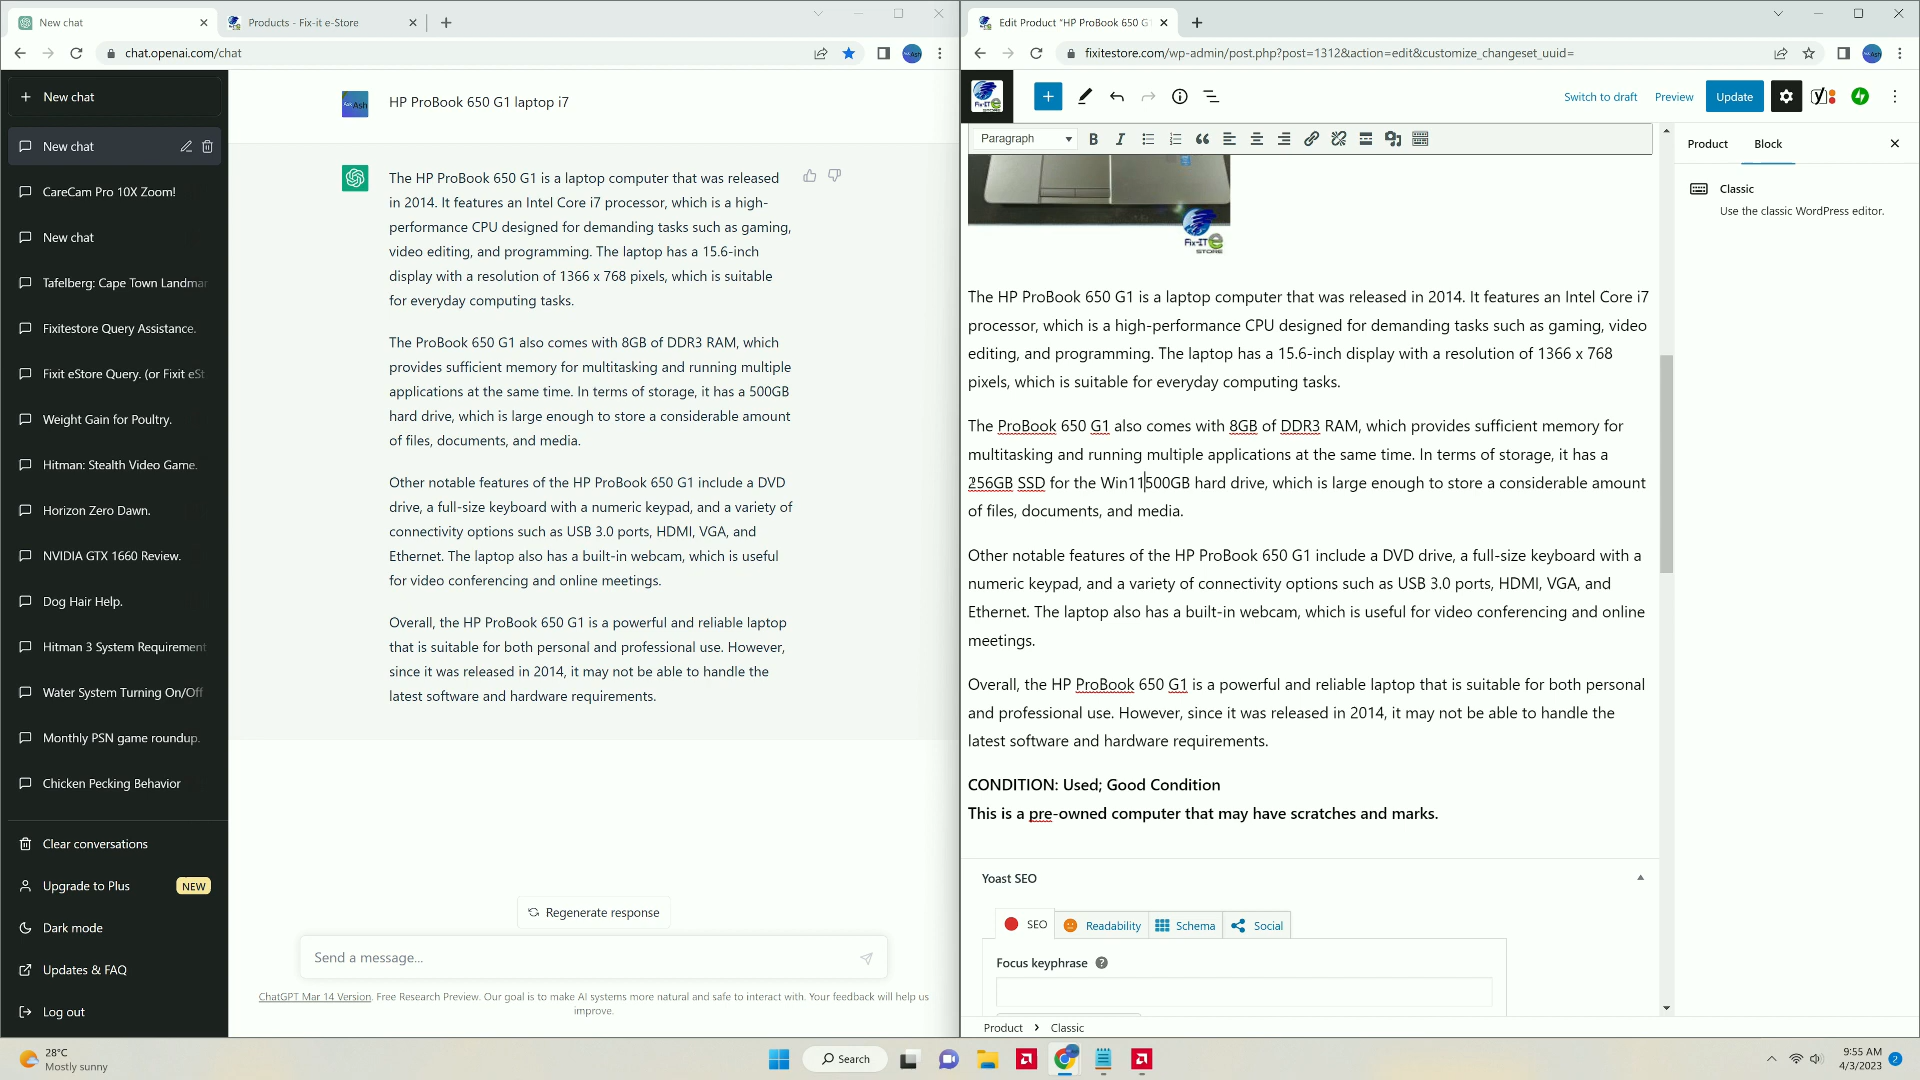 New chat
Products - Fix-it e-Store
chat.openai.com/chat
New chat
New chat
CareCam Pro 10X Zoom!
New chat
Tafelberg: Cape Town Landmar
Fixitestore Query Assistance.
Fixit eStore Query. (or Fixit eSt
Weight Gain for Poultry.
Hitman: Stealth Video Game.
Horizon Zero Dawn.
NVIDIA GTX 1660 Review.
Dog Hair Help.
Hitman 3 System Requirement
Water System Turning On/Off
Monthly PSN game roundup.
Chicken Pecking Behavior
Clear conversations
Upgrade to Plus NEW
Dark mode
Updates & FAQ
Log out
HP ProBook 650 G1 laptop i7
The HP ProBook 650 G1 is a laptop computer that was released
in 2014. It features an Intel Core i7 processor, which is a high-
performance CPU designed for demanding tasks such as gaming,
video editing, and programming. The laptop has a 15.6-inch
display with a resolution of 1366 x 768 pixels, which is suitable
for everyday computing tasks.
The ProBook 650 G1 also comes with 8GB of DDR3 RAM, which
provides sufficient memory for multitasking and running multiple
applications at the same time. In terms of storage, it has a 500GB
hard drive, which is large enough to store a considerable amount
of files, documents, and media.
Other notable features of the HP ProBook 650 G1 include a DVD
drive, a full-size keyboard with a numeric keypad, and a variety of
connectivity options such as USB 3.0 ports, HDMI, VGA, and
Ethernet. The laptop also has a built-in webcam, which is useful
for video conferencing and online meetings.
Overall, the HP ProBook 650 G1 is a powerful and reliable laptop
that is suitable for both personal and professional use. However,
since it was released in 2014, it may not be able to handle the
latest software and hardware requirements.
Regenerate response
Send a message...
ChatGPT Mar 14 Version. Free Research Preview. Our goal is to make AI systems more natural and safe to interact with. Your feedback will help us
improve.
Edit Product "HP ProBook 650 G
fixitestore.com/wp-admin/post.php?post=1312&action=edit&customize_changeset_uuid=
Switch to draft Preview Update
Paragraph
Fix-IT e
STORE
The HP ProBook 650 G1 is a laptop computer that was released in 2014. It features an Intel Core i7
processor, which is a high-performance CPU designed for demanding tasks such as gaming, video
editing, and programming. The laptop has a 15.6-inch display with a resolution of 1366 x 768
pixels, which is suitable for everyday computing tasks.
The ProBook 650 G1 also comes with 8GB of DDR3 RAM, which provides sufficient memory for
multitasking and running multiple applications at the same time. In terms of storage, it has a
256GB SSD for the Win11500GB hard drive, which is large enough to store a considerable amount
of files, documents, and media.
Other notable features of the HP ProBook 650 G1 include a DVD drive, a full-size keyboard with a
numeric keypad, and a variety of connectivity options such as USB 3.0 ports, HDMI, VGA, and
Ethernet. The laptop also has a built-in webcam, which is useful for video conferencing and online
meetings.
Overall, the HP ProBook 650 G1 is a powerful and reliable laptop that is suitable for both personal
and professional use. However, since it was released in 2014, it may not be able to handle the
latest software and hardware requirements.
CONDITION: Used; Good Condition
This is a pre-owned computer that may have scratches and marks.
Yoast SEO
SEO Readability Schema Social
Focus keyphrase
Product Classic
Product Block
Classic
Use the classic WordPress editor.
28°C
Mostly sunny
Search
9:55 AM
4/3/2023
2